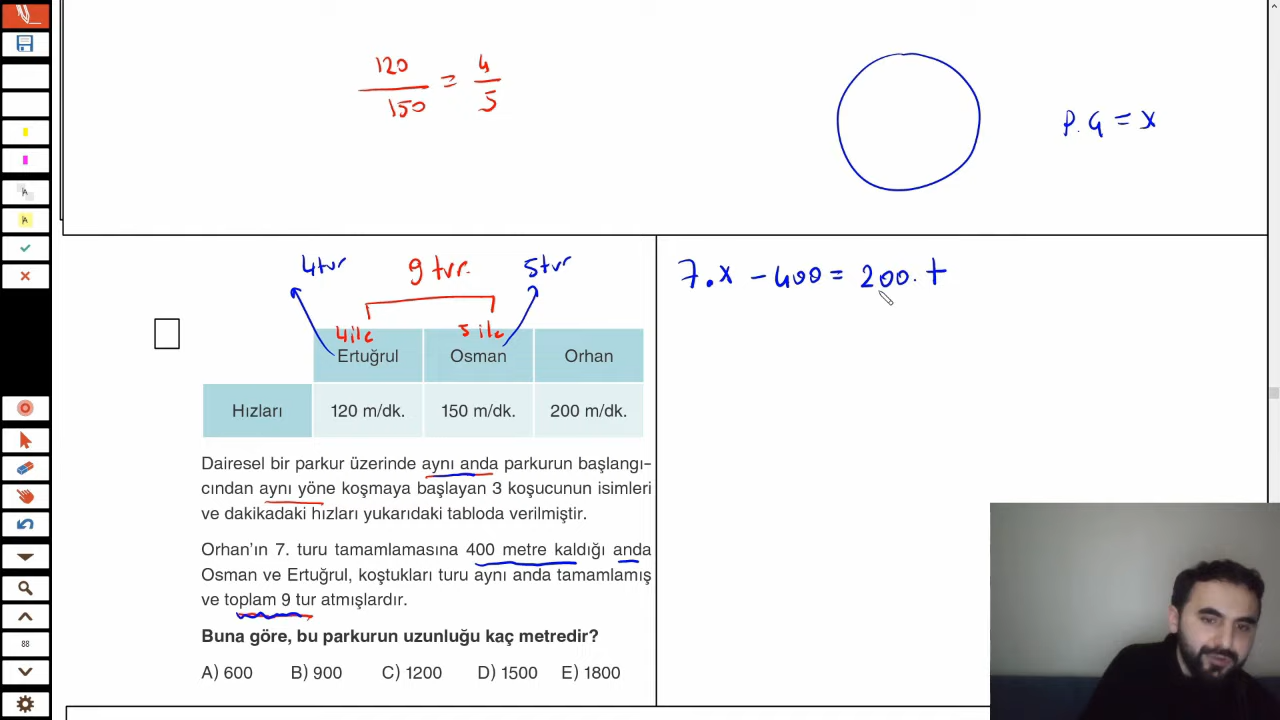 120
150
=
4
5
P.Ç = x
4tur
9 tur.
5tur
7.x - 400 = 200. t
4ile
5 ile
Ertuğrul
Osman
Orhan
Hızları
120 m/dk.
150 m/dk.
200 m/dk.
Dairesel bir parkur üzerinde aynı anda parkurun başlangı-
cından aynı yöne koşmaya başlayan 3 koşucunun isimleri
ve dakikadaki hızları yukarıdaki tabloda verilmiştir.
Orhan'ın 7. turu tamamlamasına 400 metre kaldığı anda
Osman ve Ertuğrul, koştukları turu aynı anda tamamlamış
ve toplam 9 tur atmışlardır.
Buna göre, bu parkurun uzunluğu kaç metredir?
A) 600 B) 900 C) 1200 D) 1500 E) 1800
A
A
88